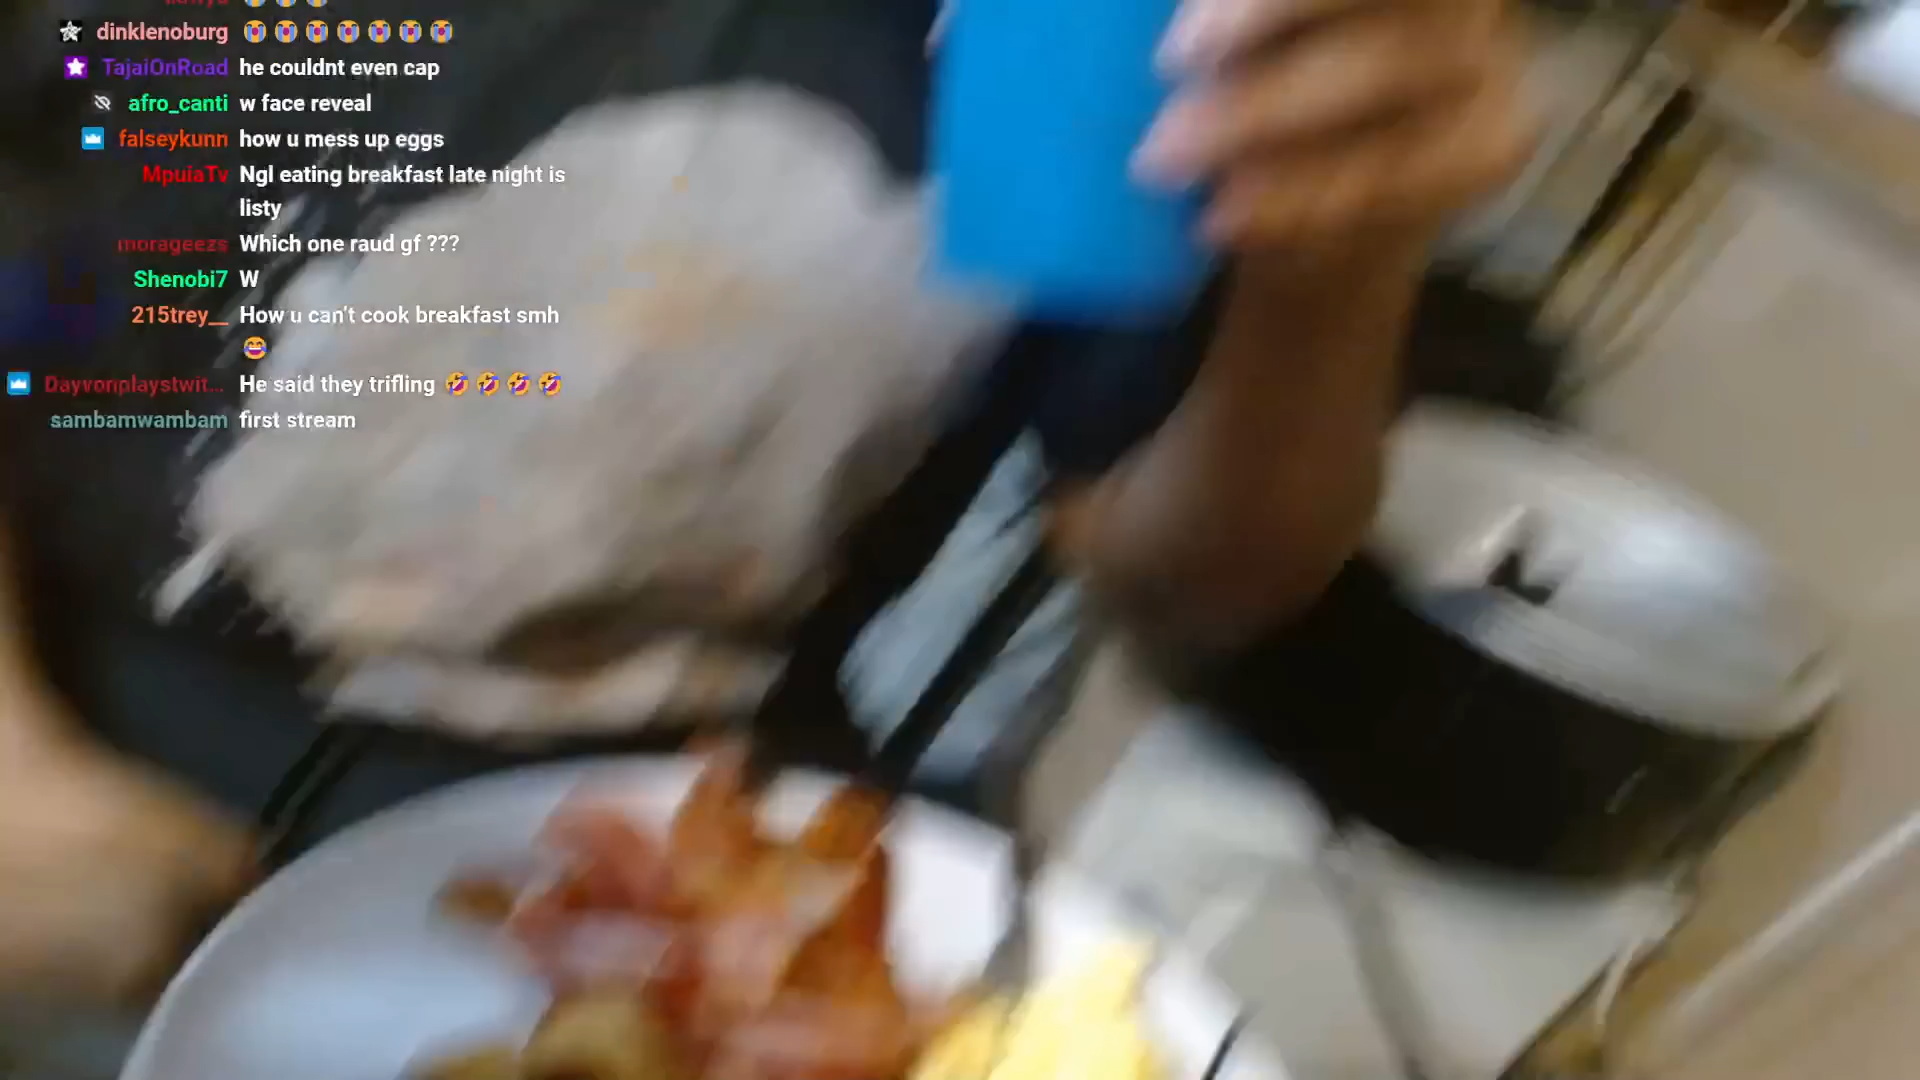 dinklenoburg 😭😭😭😭😭😭😭
TajaiOnRoad he couldnt even cap
afro_canti w face reveal
falseykunn how u mess up eggs
MpuiaTv Ngl eating breakfast late night is
listy
morageezs Which one raud gf ???
Shenobi7 W
215trey__ How u can't cook breakfast smh
😂
Dayvonplaystwit... He said they trifling 🤣🤣🤣🤣
sambamwambam first stream